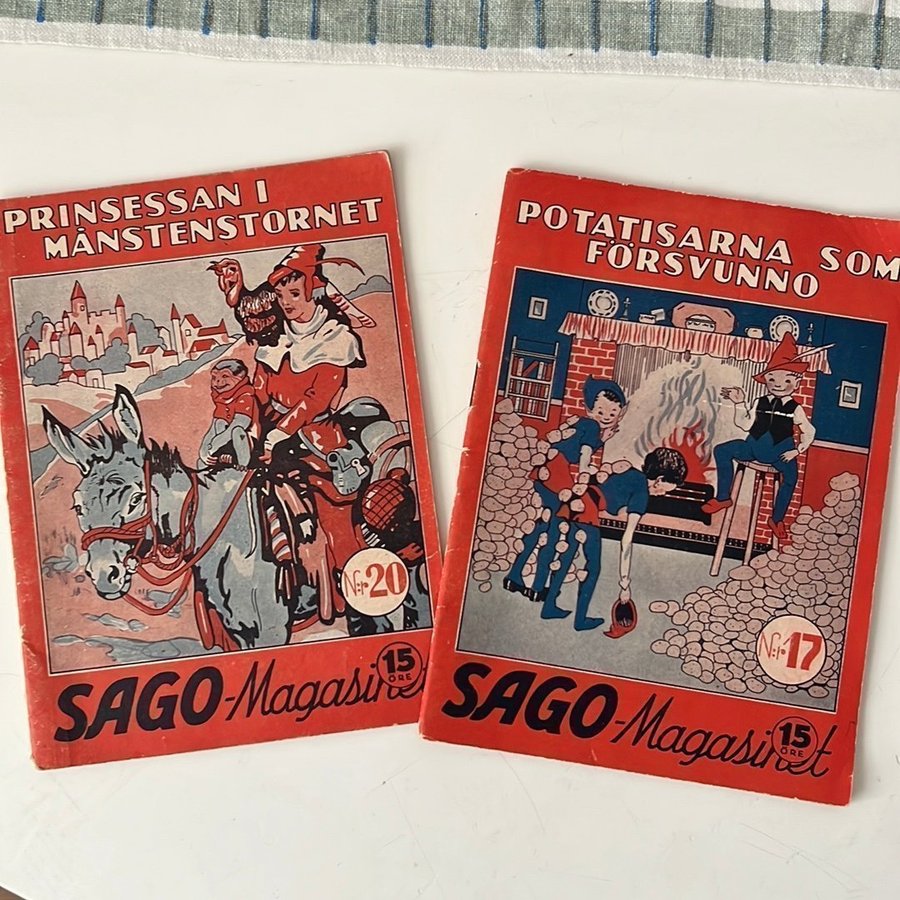 PRINSESSAN I
MÅNSTENSTORNET
N:r 20
15
ÖRE
SAGO-Magasinet
POTATISARNA SOM
FÖRSVUNNO
N:r 17
15
ÖRE
SAGO-Magasinet